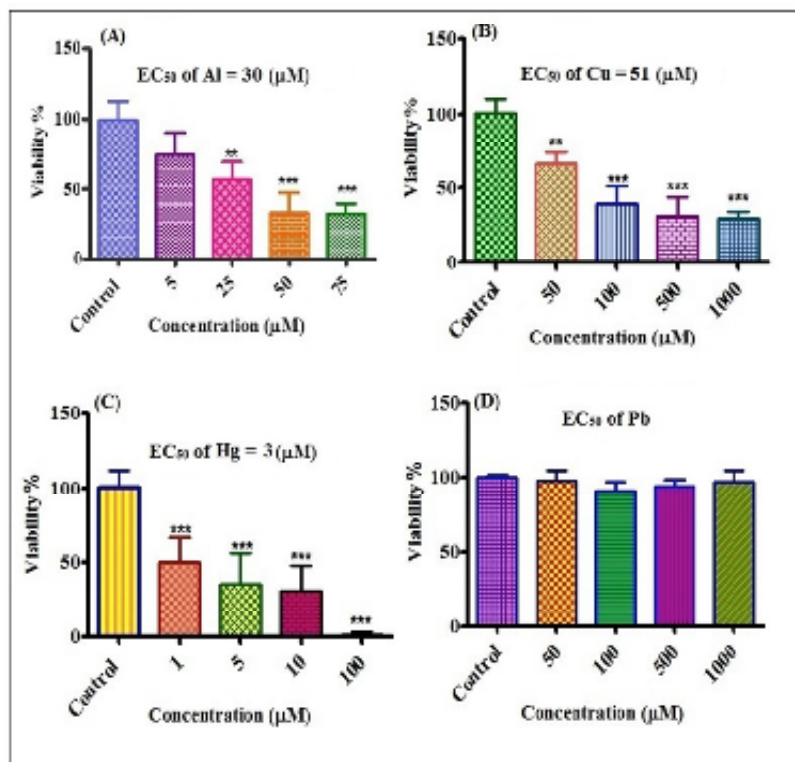 (A)
EC₅₀ of Al = 30 (μM)
Viability %
150
100
50
0
** *** ***
Control 5 25 50 75
Concentration (μM)
(B)
EC₅₀ of Cu = 51 (μM)
Viability %
150
100
50
0
** *** *** ***
Control 50 100 500 1000
Concentration (μM)
(C)
EC₅₀ of Hg = 3 (μM)
Viability %
150
100
50
0
*** *** *** ***
Control 1 5 10 100
Concentration (μM)
(D)
EC₅₀ of Pb
Viability %
150
100
50
0
Control 50 100 500 1000
Concentration (μM)